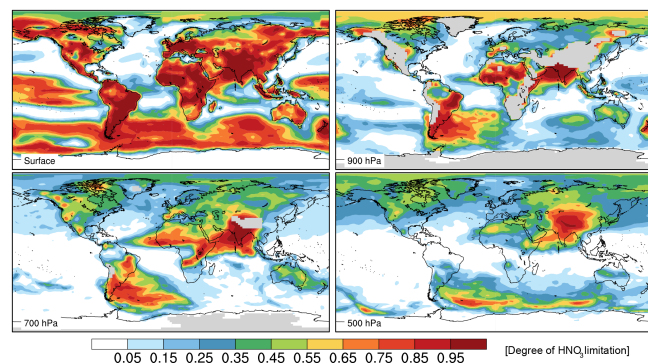 Surface
900 hPa
700 hPa
500 hPa
0.05 0.15 0.25 0.35 0.45 0.55 0.65 0.75 0.85 0.95
[Degree of HNO3 limitation]